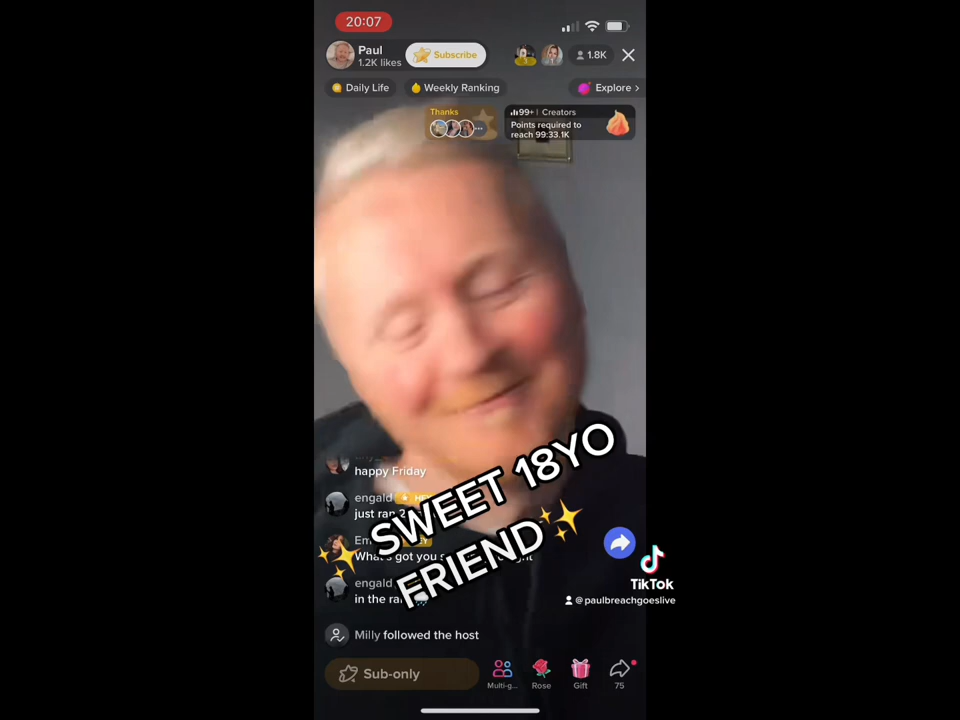 20:07
Paul
1.2K likes
Subscribe
1.8K
Daily Life
Weekly Ranking
Explore
Thanks
99+ | Creators
Points required to
reach 99:33.1K
happy Friday
engald
just ran
SWEET 18YO
FRIEND
What's got you
engald
in the
TikTok
@paulbreachgoeslive
Milly followed the host
Sub-only
Multi-g...
Rose
Gift
75